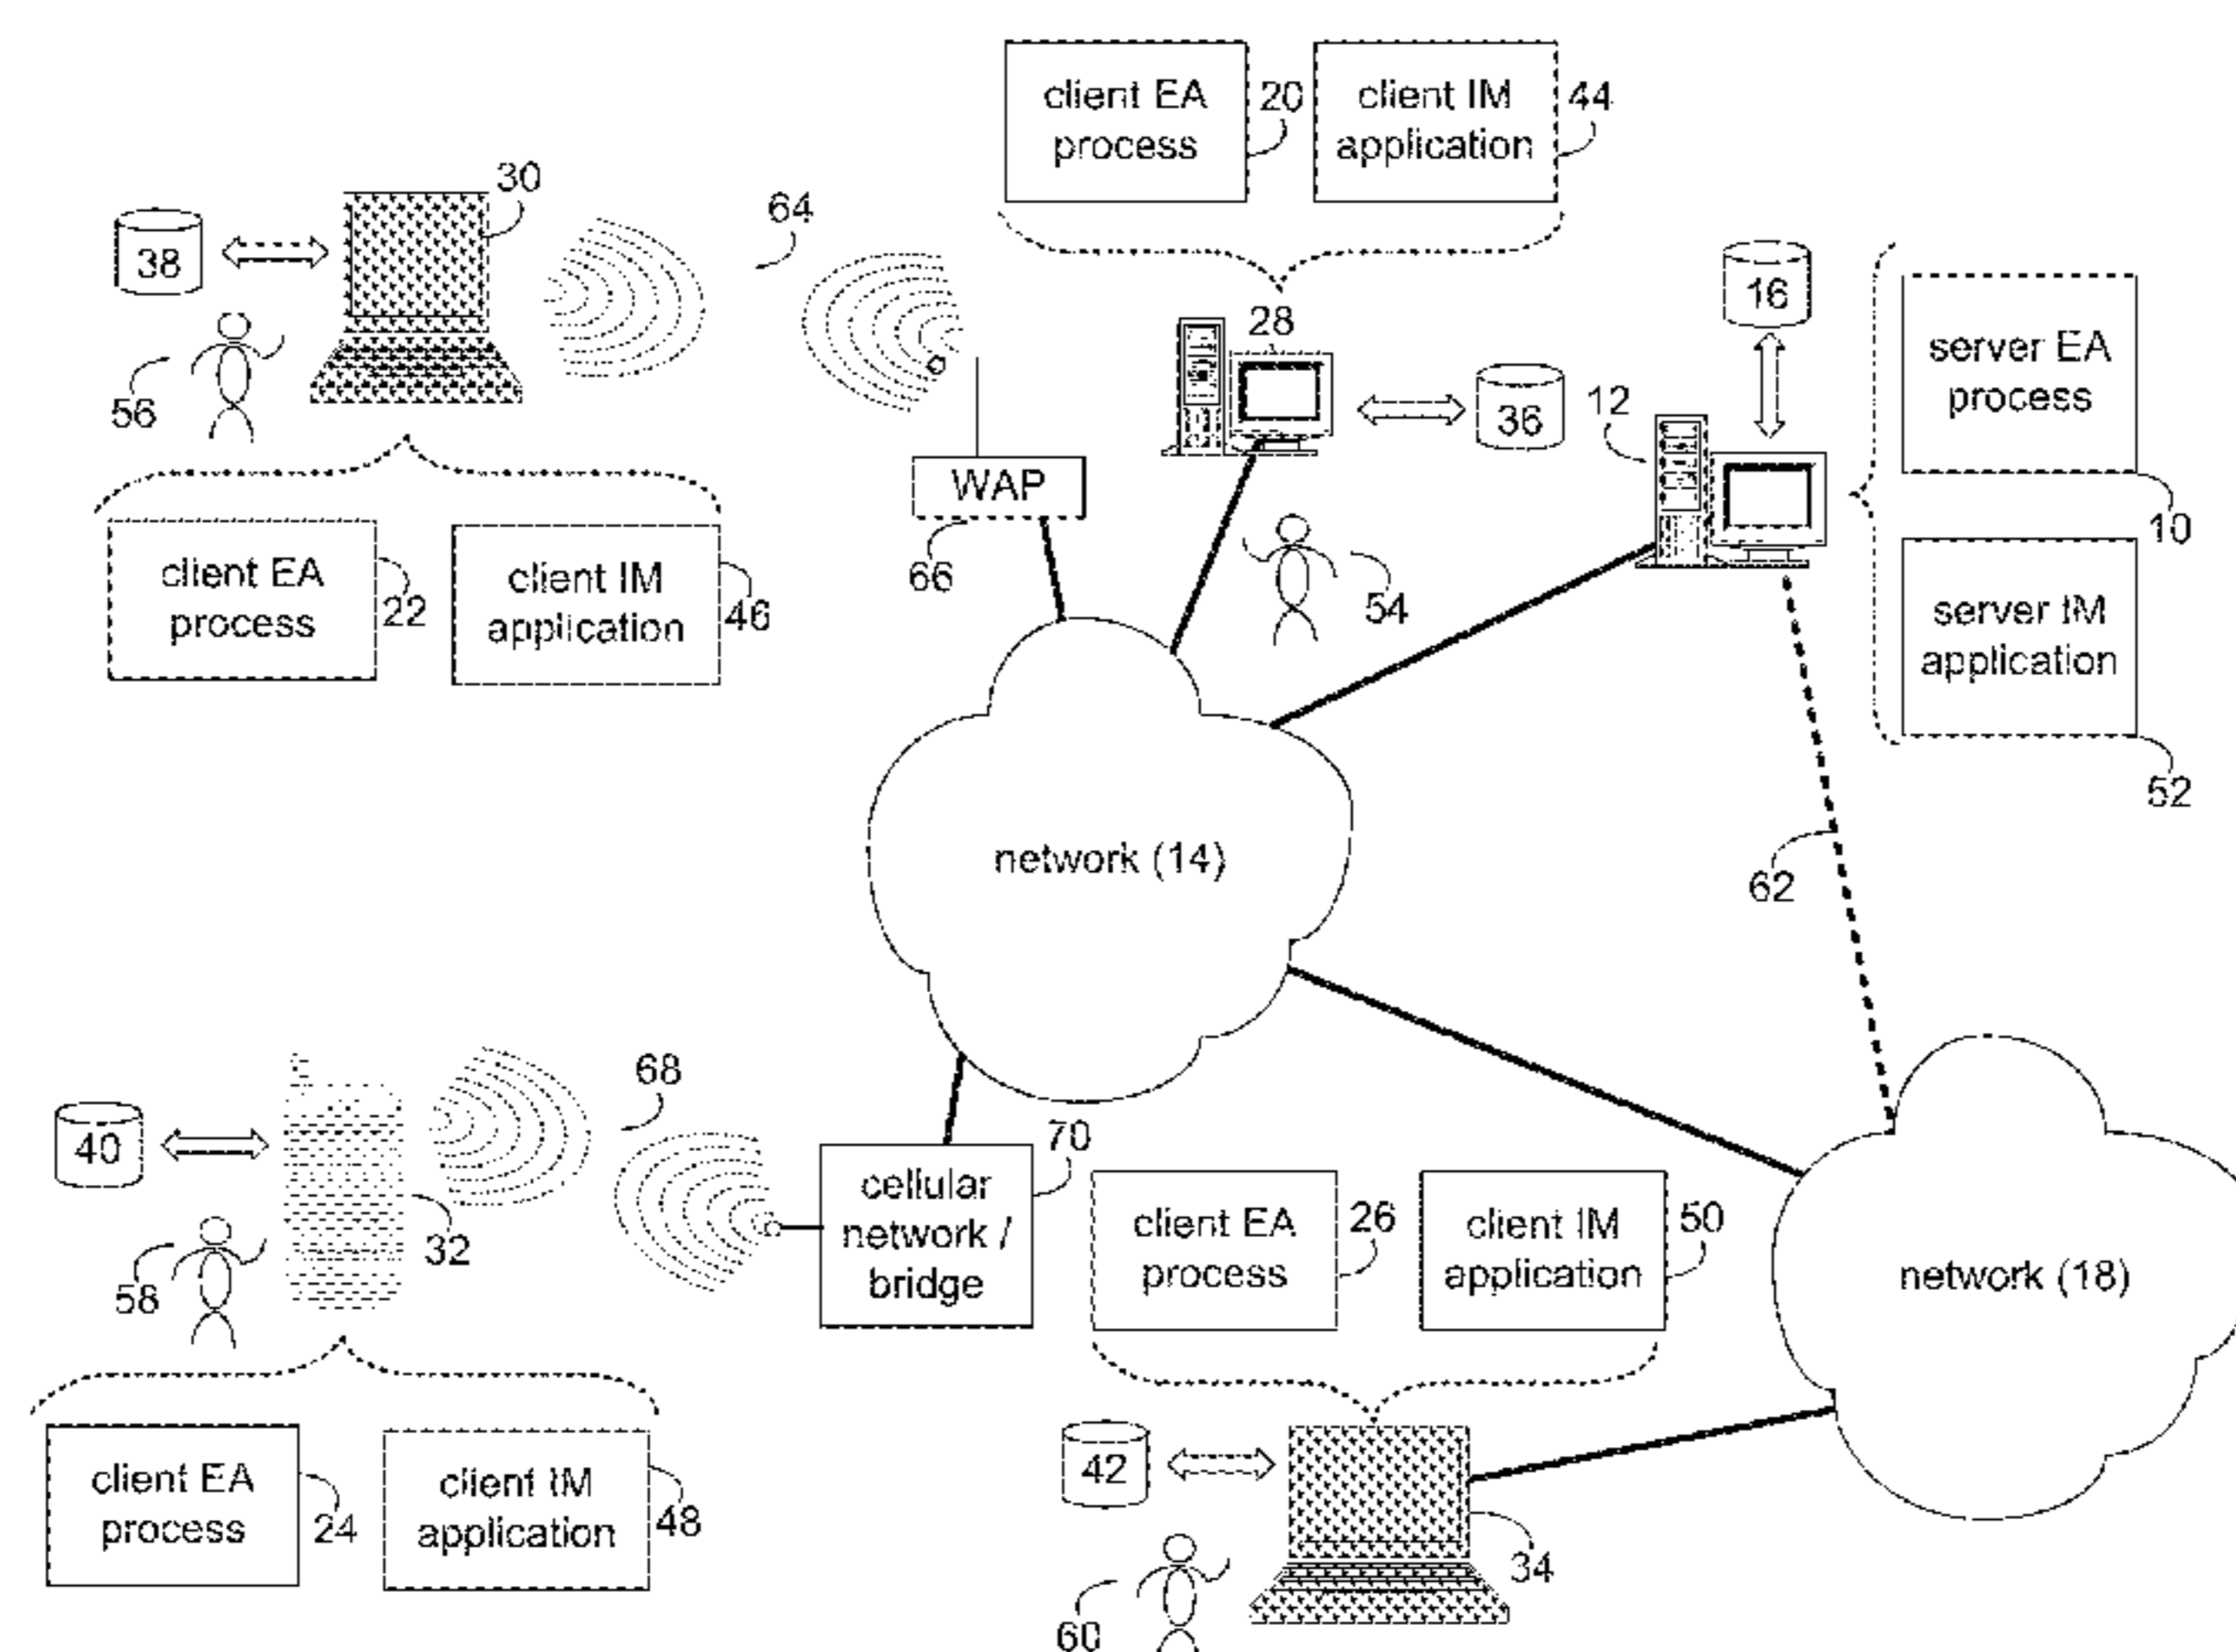 client EA
process
20
client IM
application
44
30
64
38
28
16
server EA
process
10
56
36
12
WAP
66
54
client EA
process
22
client IM
application
46
server IM
application
52
network (14)
62
68
40
70
cellular
network /
bridge
32
58
client EA
process
26
client IM
application
50
network (18)
client EA
process
24
client IM
application
48
42
34
60